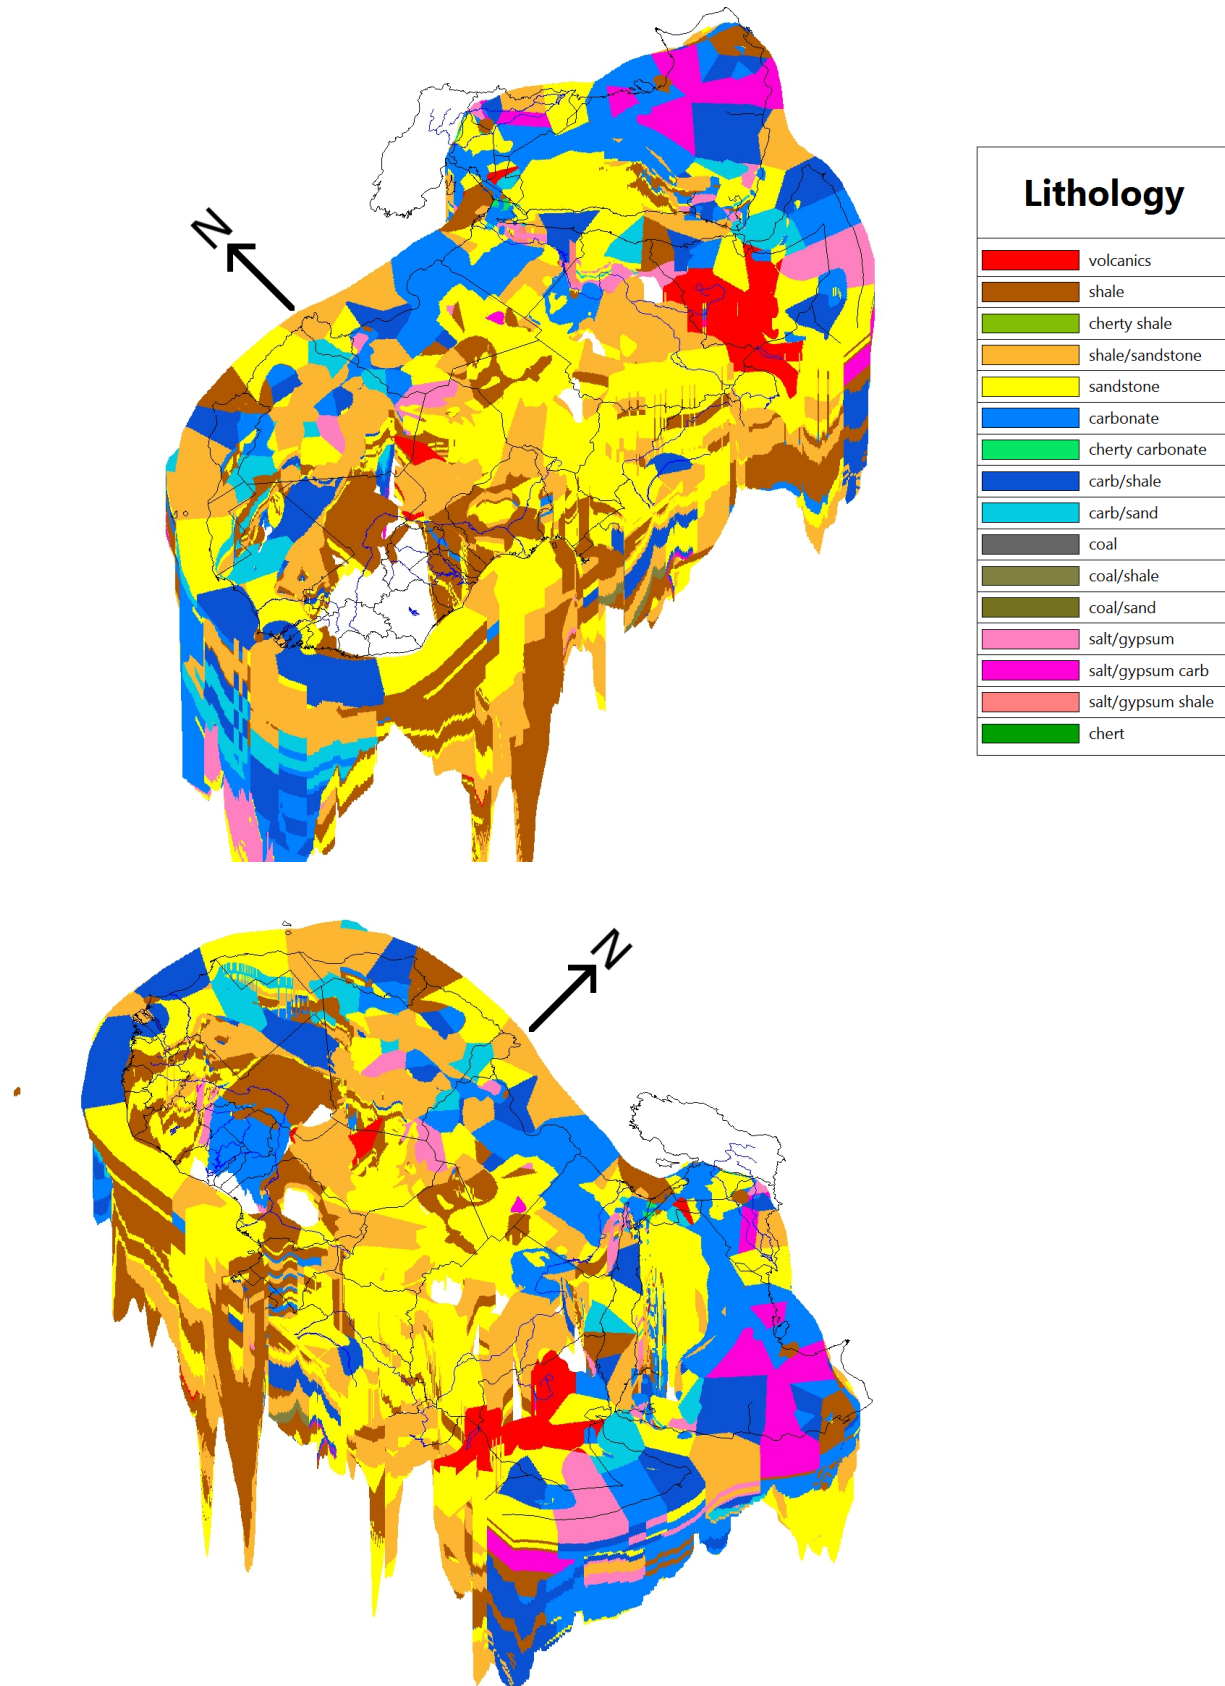 N
Lithology
volcanics
shale
cherty shale
shale/sandstone
sandstone
carbonate
cherty carbonate
carb/shale
carb/sand
coal
coal/shale
coal/sand
salt/gypsum
salt/gypsum carb
salt/gypsum shale
chert
N